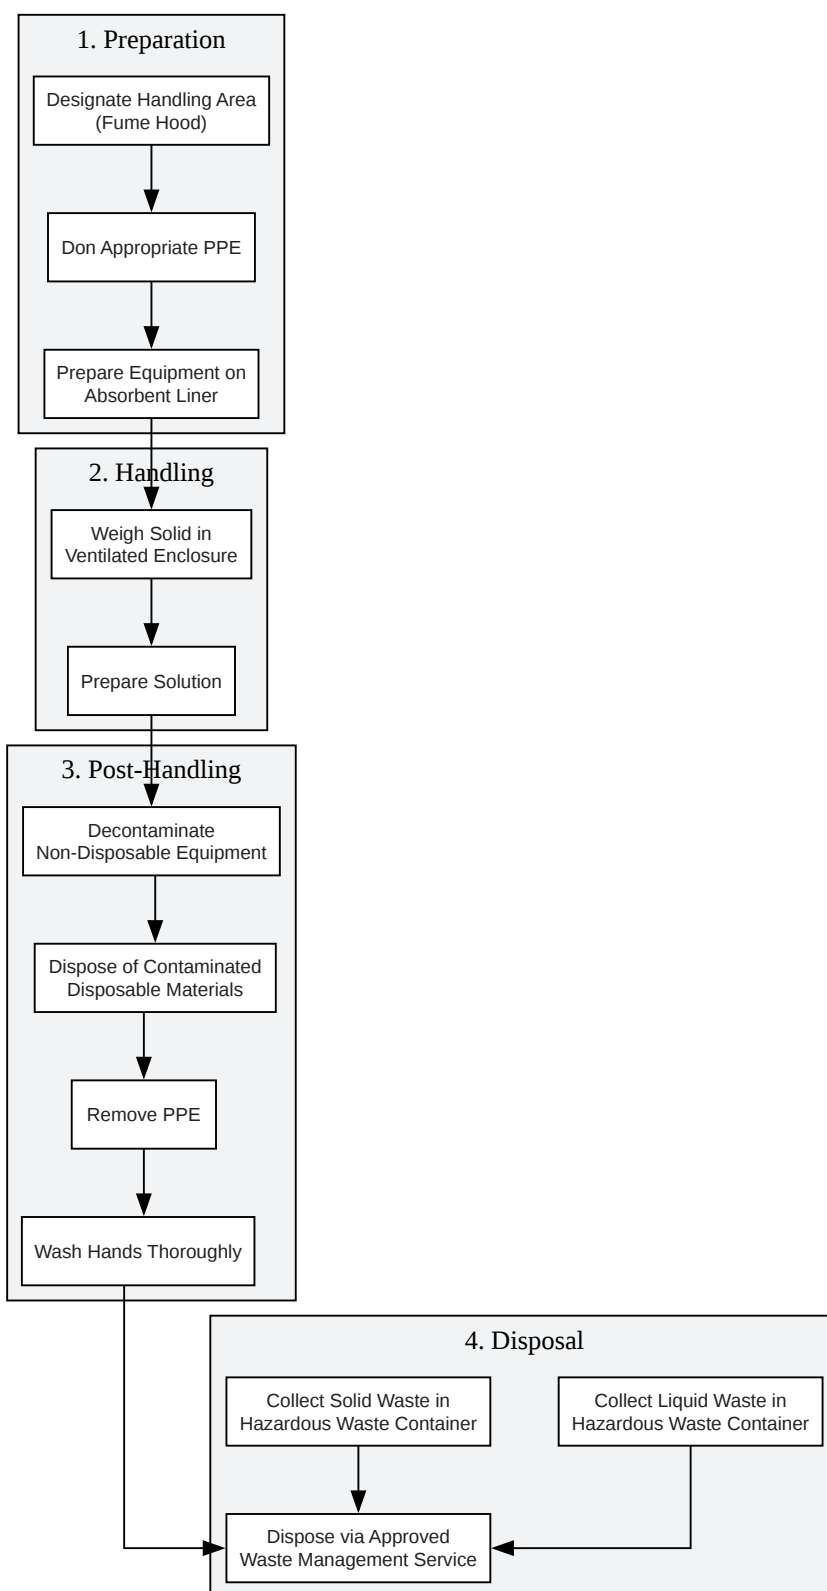 1. Preparation
Designate Handling Area
(Fume Hood)
Don Appropriate PPE
Prepare Equipment on
Absorbent Liner
2. Handling
Weigh Solid in
Ventilated Enclosure
Prepare Solution
3. Post-Handling
Decontaminate
Non-Disposable Equipment
Dispose of Contaminated
Disposable Materials
Remove PPE
Wash Hands Thoroughly
4. Disposal
Collect Solid Waste in
Hazardous Waste Container
Collect Liquid Waste in
Hazardous Waste Container
Dispose via Approved
Waste Management Service